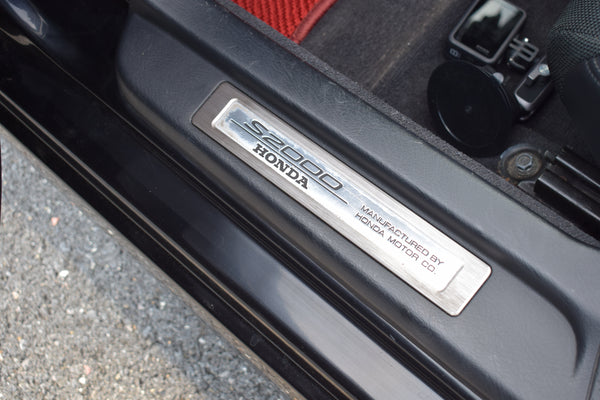 S2000
HONDA
MANUFACTURED BY
HONDA MOTOR CO.